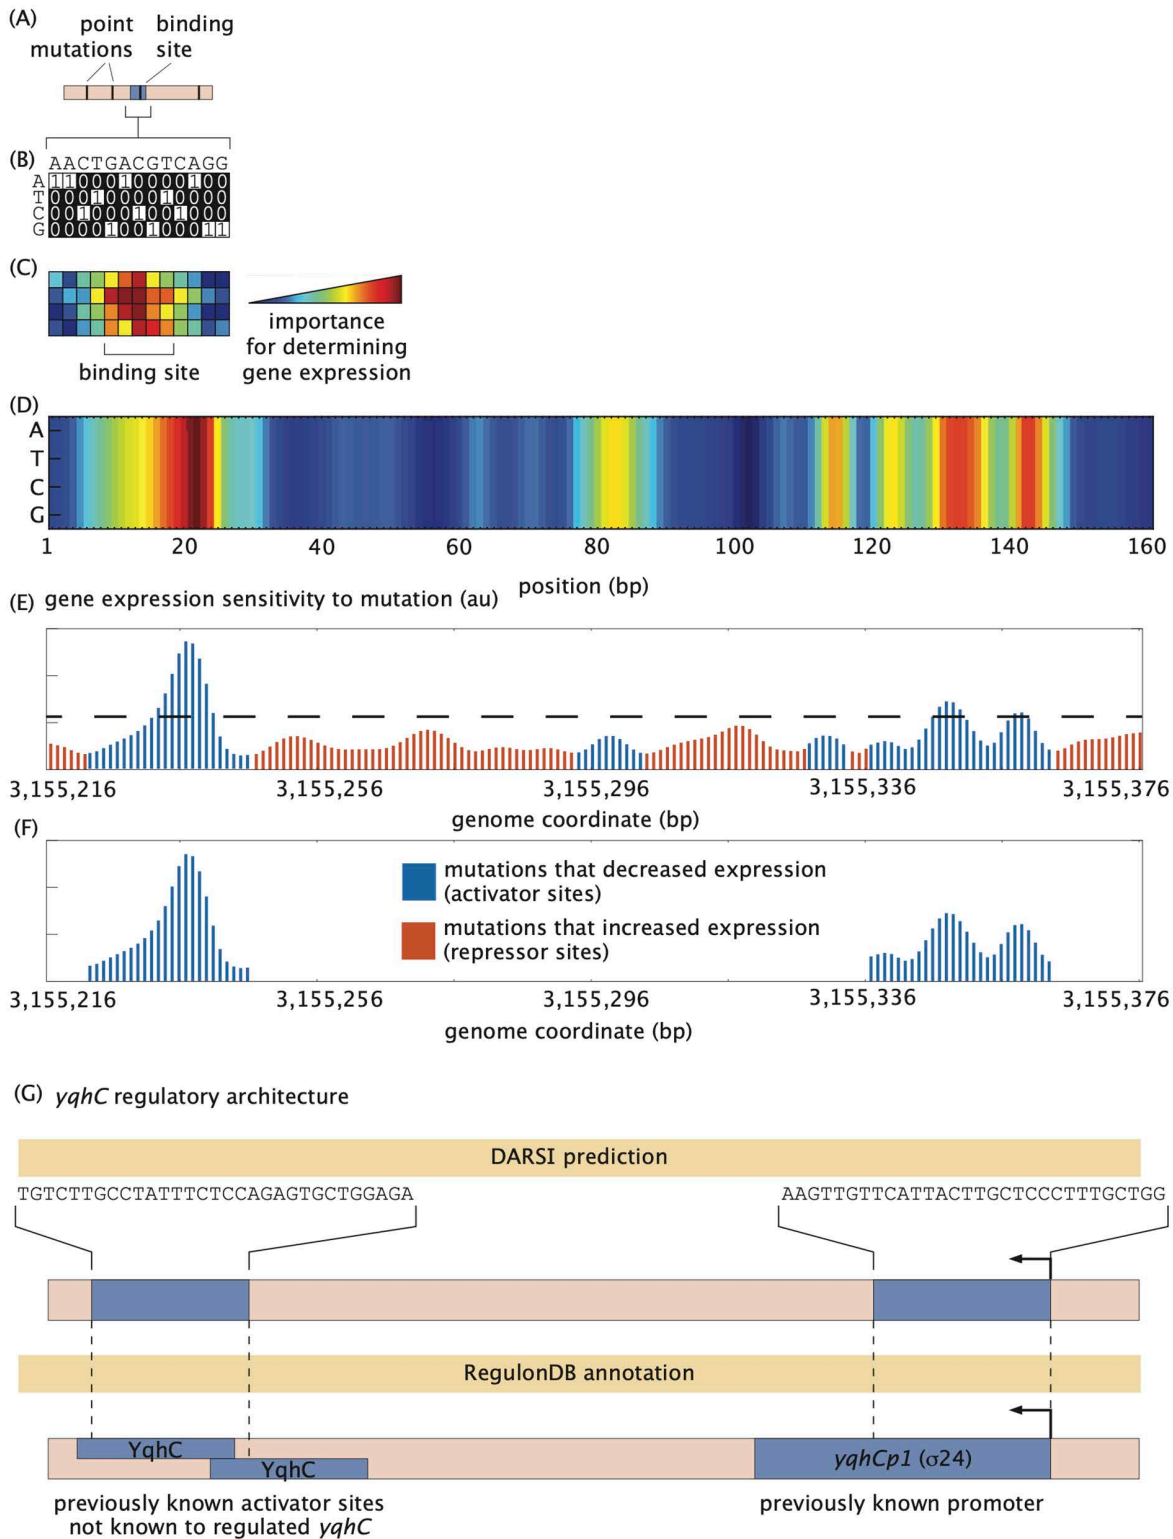 (A)
point
mutations
binding
site
(B)
AACTGACGTCAGG
A 1100010000100
T 0001000010000
C 0010001001000
G 0000100100011
(C)
binding site
importance
for determining
gene expression
(D)
A
T
C
G
1 20 40 60 80 100 120 140 160
position (bp)
(E) gene expression sensitivity to mutation (au)
3,155,216 3,155,256 3,155,296 3,155,336 3,155,376
genome coordinate (bp)
(F)
mutations that decreased expression
(activator sites)
mutations that increased expression
(repressor sites)
3,155,216 3,155,256 3,155,296 3,155,336 3,155,376
genome coordinate (bp)
(G) yqhC regulatory architecture
DARSI prediction
TGTCTTGCCTATTTCTCCAGAGTGCTGGAGA AAGTTGTTCATTACTTGCTCCCTTTGCTGG
RegulonDB annotation
YqhC
YqhC
yqhCp1 (σ24)
previously known activator sites
not known to regulated yqhC
previously known promoter